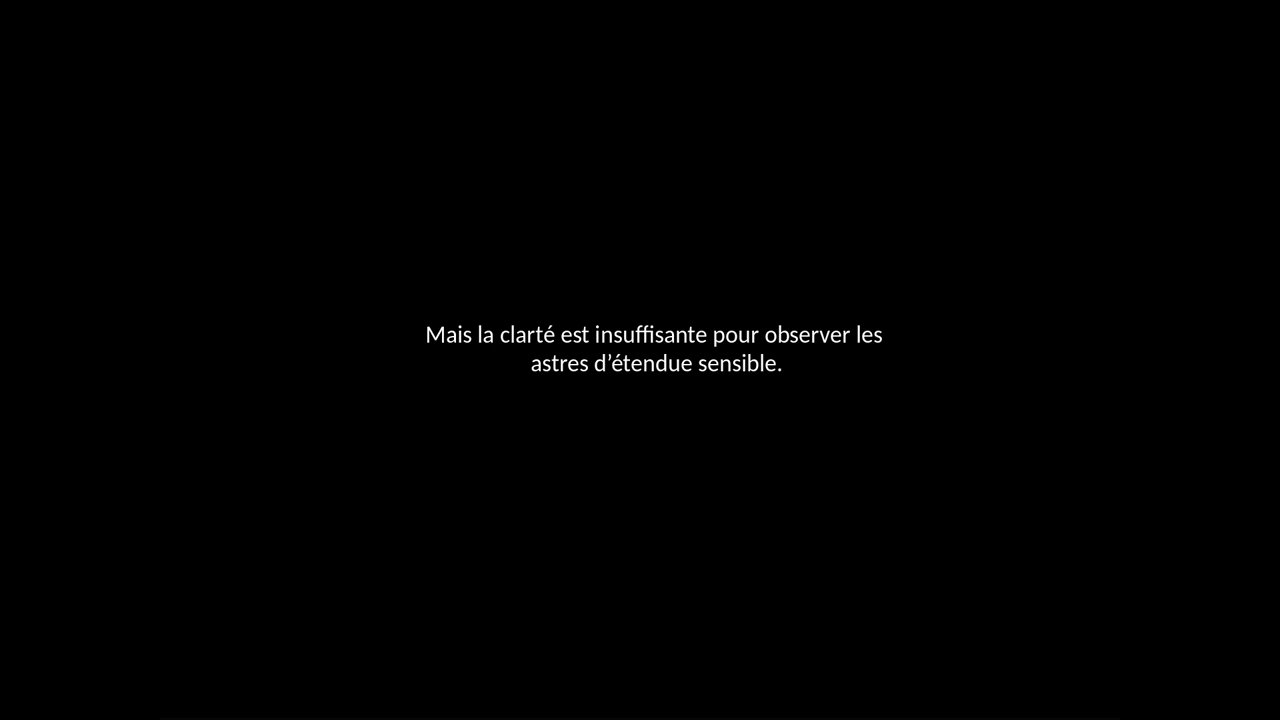 Mais la clarté est insuffisante pour observer les
astres d’étendue sensible.